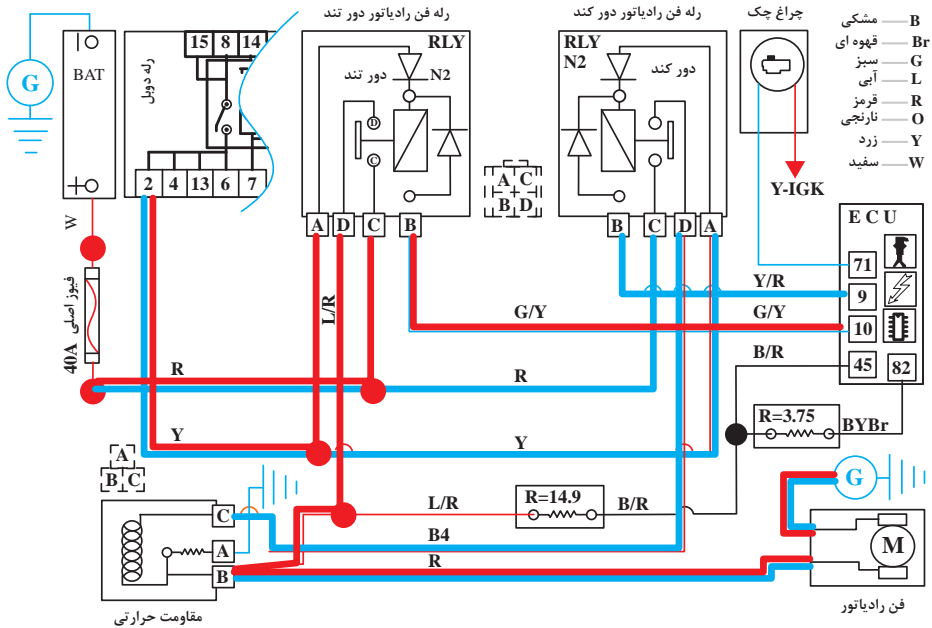 رله فن رادیاتور دور تند
رله فن رادیاتور دور کند
چراغ چک
B مشکی
Br قهوه ای
G سبز
L آبی
R قرمز
O نارنجی
Y زرد
W سفید
G
BAT
رله دوبل
15 8 14
2 4 13 6 7
RLY
N2
دور تند
D
C
A D C B
RLY
N2
دور کند
B C D A
A C
B D
Y-IGK
E C U
71
9
10
45 82
W
فیوز اصلی
40A
L/R
Y/R
G/Y
G/Y
B/R
R
R
Y
Y
R=3.75
BYBr
A
B C
C
A
B
L/R
R=14.9
B/R
B4
R
G
M
مقاومت حرارتی
فن رادیاتور